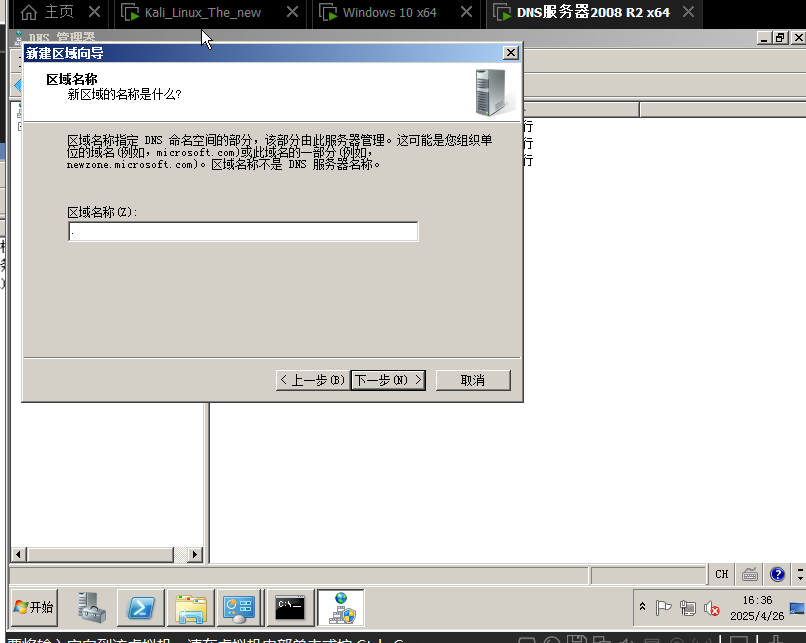 主页
Kali_Linux_The_new
Windows 10 x64
DNS服务器2008 R2 x64
DNS 管理器
新建区域向导
区域名称
新区域的名称是什么?
区域名称指定 DNS 命名空间的部分，该部分由此服务器管理。这可能是您组织单
位的域名(例如，microsoft.com)或此域名的一部分(例如，
newzone.microsoft.com)。区域名称不是 DNS 服务器名称。
行
行
行
区域名称(Z):
.
< 上一步(B)
下一步(N) >
取消
CH
开始
C:\
16:36
2025/4/26